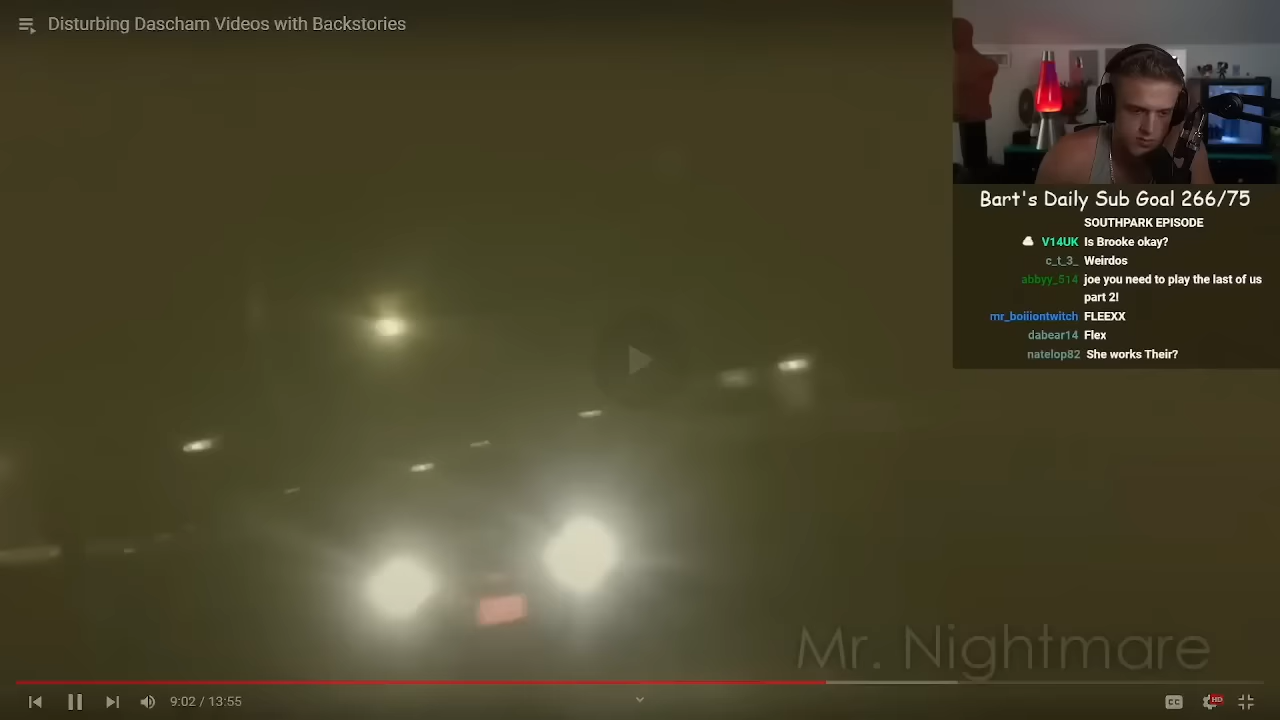 Disturbing Dascham Videos with Backstories
Bart's Daily Sub Goal 266/75
SOUTHPARK EPISODE
V14UK Is Brooke okay?
c_t_3_ Weirdos
abbyy_514 joe you need to play the last of us
part 2!
mr_boiiiontwitch FLEEXX
dabear14 Flex
natelop82 She works Their?
Mr. Nightmare
9:02 / 13:55
CC
HD